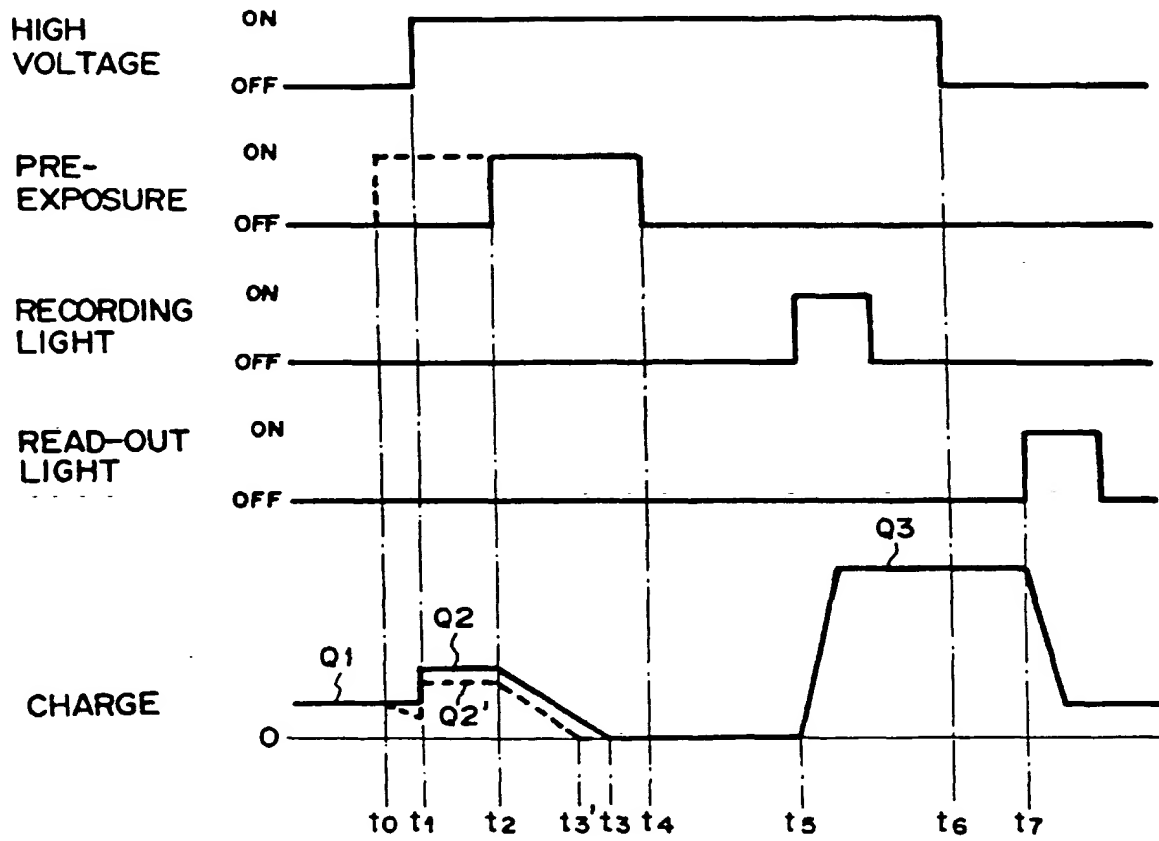 HIGH
VOLTAGE
ON
OFF
PRE-
EXPOSURE
ON
OFF
RECORDING
LIGHT
ON
OFF
READ-OUT
LIGHT
ON
OFF
CHARGE
Q1
Q2
Q2'
Q3
0
t0 t1 t2 t3' t3 t4 t5 t6 t7